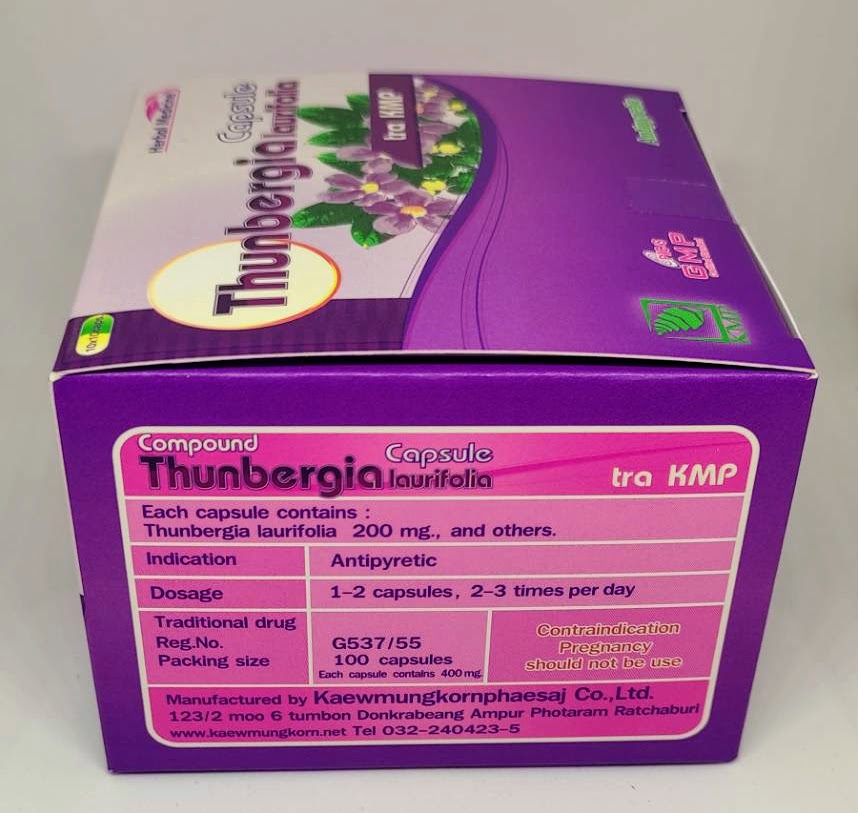 Herbal Medicine
Capsule
Thunbergia laurifolia
tra KMP
Antipyretic
GMP
KMP
10x10caps
Compound
Thunbergia laurifolia Capsule
tra KMP
Each capsule contains :
Thunbergia laurifolia 200 mg., and others.
Indication Antipyretic
Dosage 1-2 capsules, 2-3 times per day
Traditional drug
Reg.No. G537/55
Packing size 100 capsules
Each capsule contains 400 mg.
Contraindication
Pregnancy
should not be use
Manufactured by Kaewmungkornphaesaj Co.,Ltd.
123/2 moo 6 tumbon Donkrabeang Ampur Photaram Ratchaburi
www.kaewmungkorn.net Tel 032-240423-5